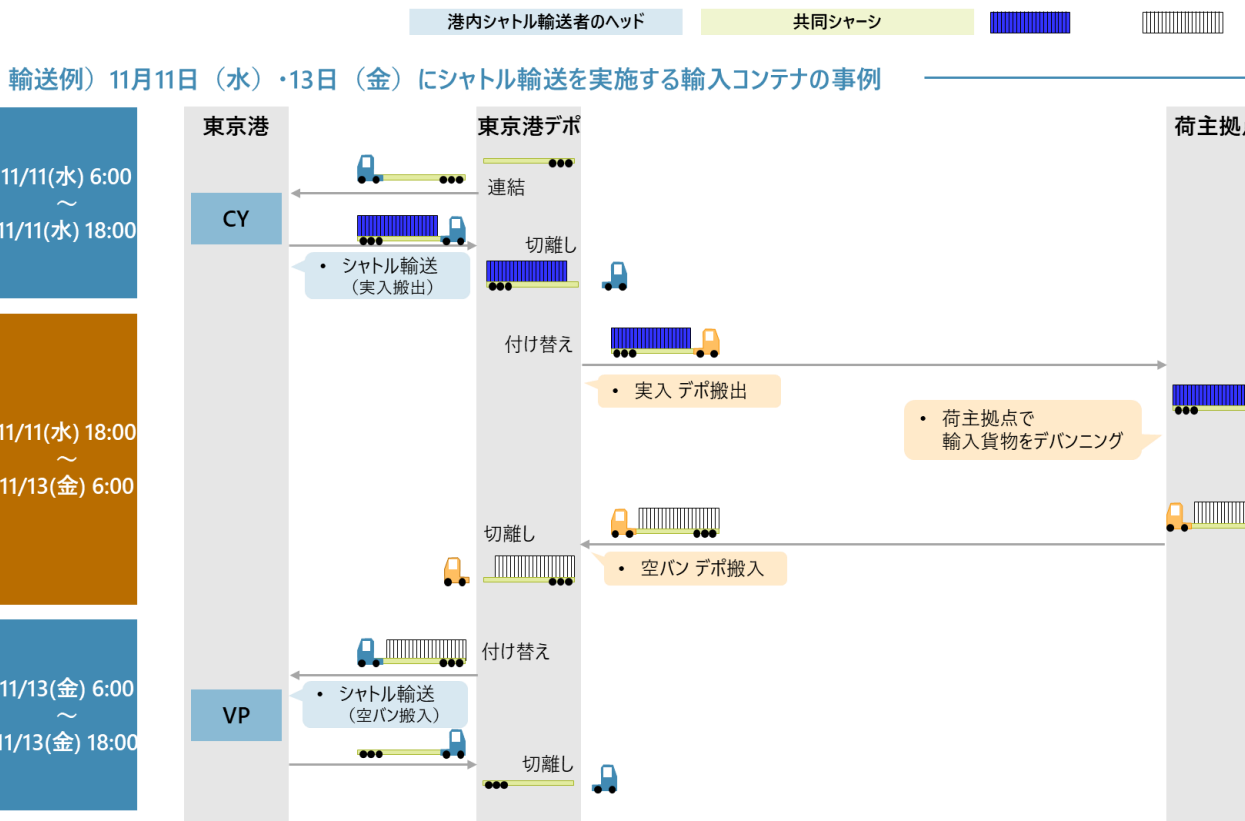 港内シャトル輸送者のヘッド
共同シャーシ
輸送例）11月11日（水）・13日（金）にシャトル輸送を実施する輸入コンテナの事例
東京港
東京港デポ
荷主拠
11/11(水) 6:00
～
11/11(水) 18:00
連結
CY
切離し
• シャトル輸送
（実入搬出）
付け替え
• 実入 デポ搬出
• 荷主拠点で
輸入貨物をデバンニング
11/11(水) 18:00
～
11/13(金) 6:00
切離し
• 空バン デポ搬入
付け替え
11/13(金) 6:00
～
11/13(金) 18:00
• シャトル輸送
（空バン搬入）
VP
切離し